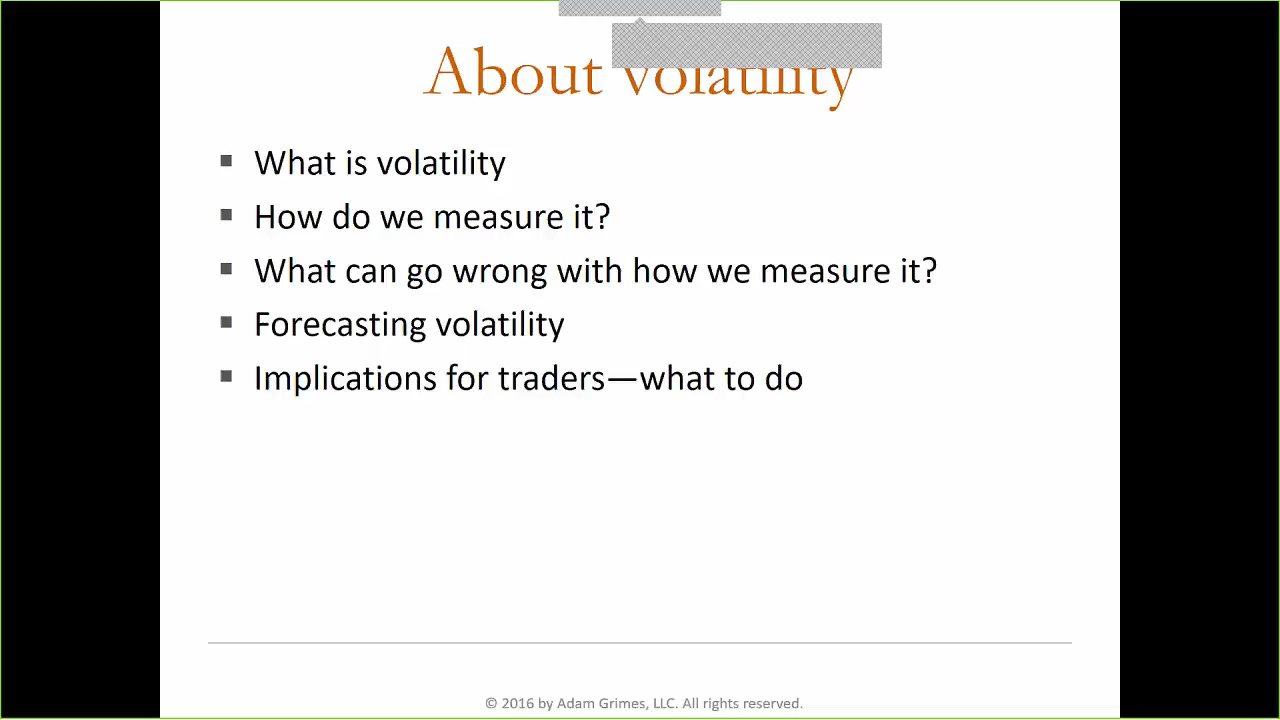 About Volatility
What is volatility
How do we measure it?
What can go wrong with how we measure it?
Forecasting volatility
Implications for traders—what to do
© 2016 by Adam Grimes, LLC. All rights reserved.